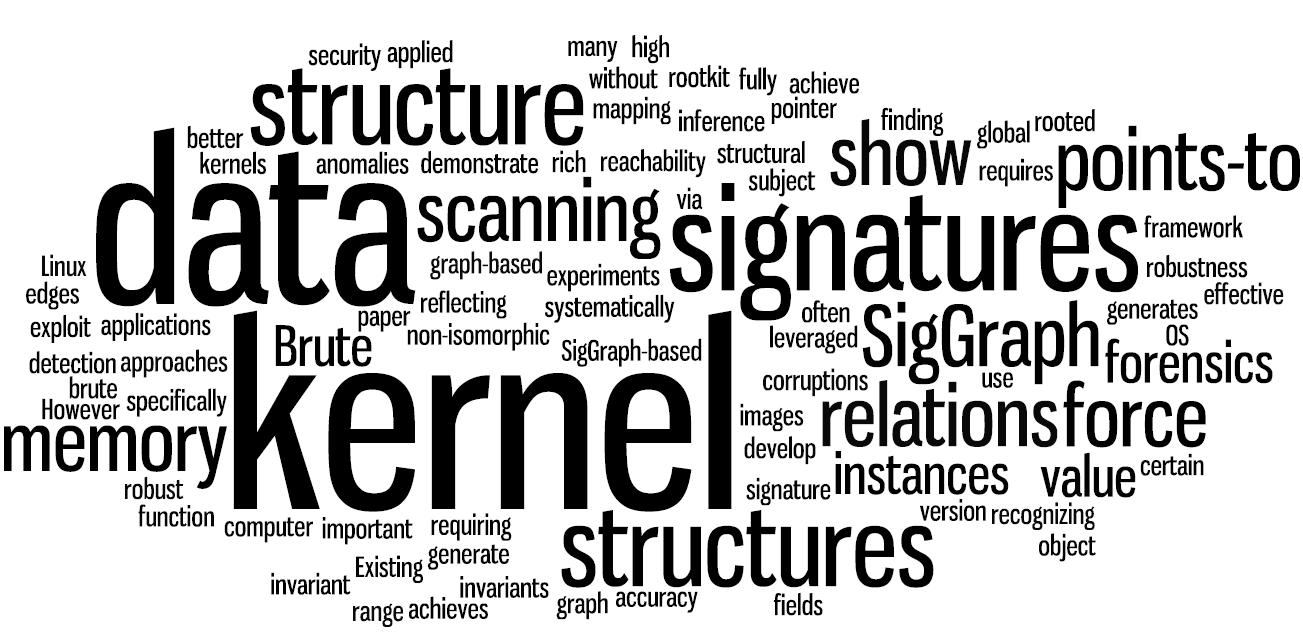 many high
security applied
without rootkit fully achieve
structure
mapping inference pointer
finding
global rooted
better
kernels anomalies demonstrate rich reachability structural
show
requires
points-to
subject
data
scanning
via
signatures
framework
Linux
graph-based experiments
robustness
edges
reflecting systematically
effective
exploit applications
paper
non-isomorphic
often
leveraged
SigGraph
generates
OS
Brute
SigGraph-based
detection approaches
forensics
brute
kernel
corruptions
use
However specifically
images
relations
force
memory
develop
instances
value
certain
robust
signature
function
computer important requiring
version recognizing
structures
object
Existing generate
invariant
invariants
range achieves
graph accuracy
fields